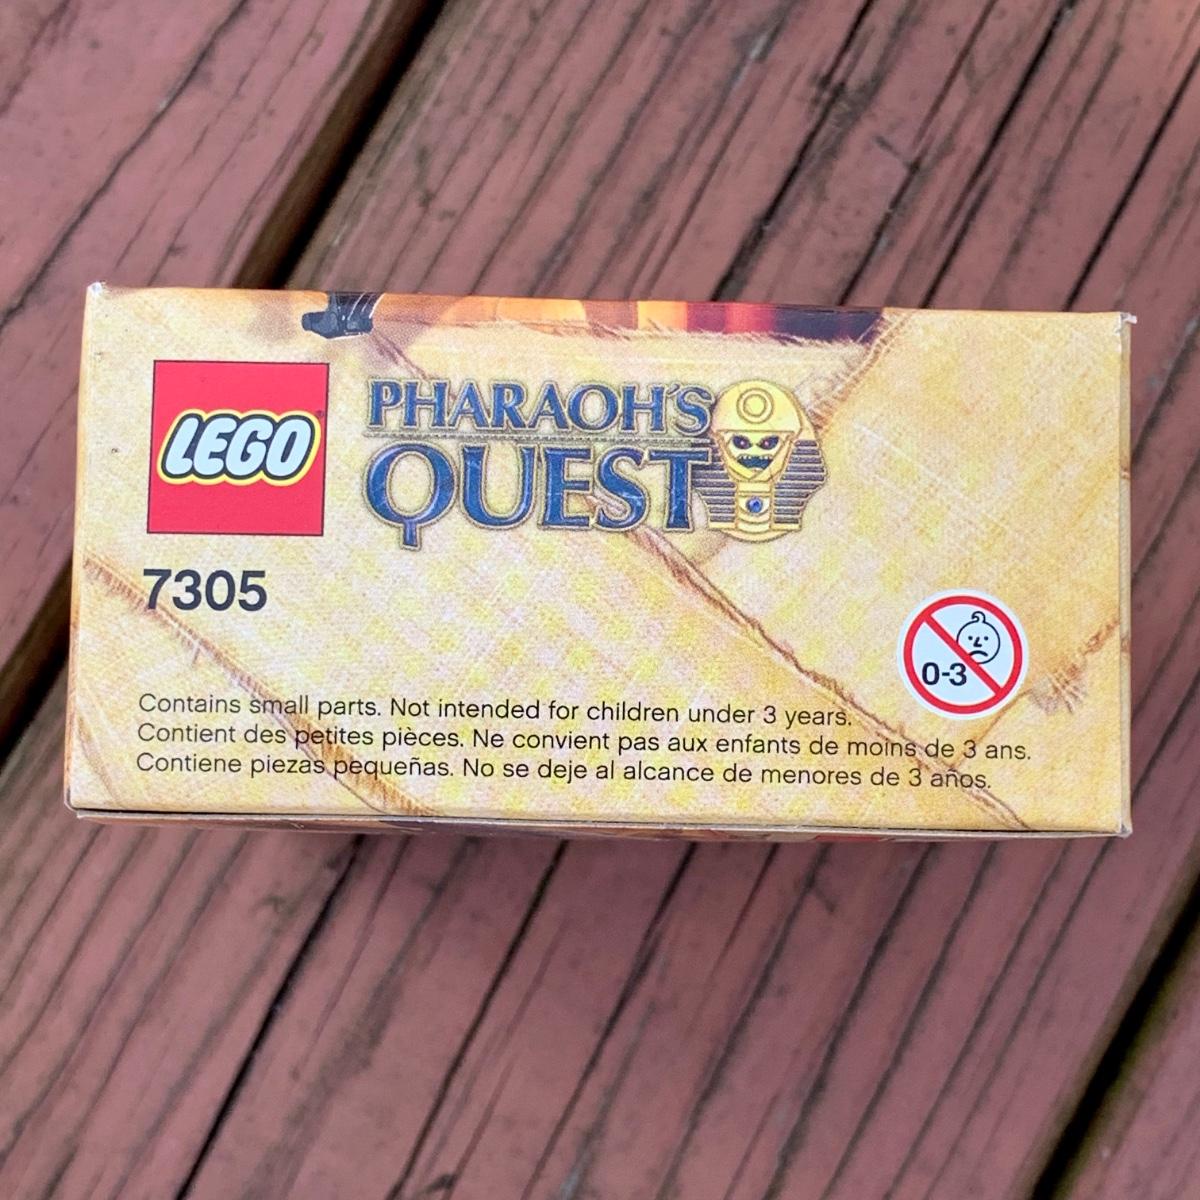 LEGO®
PHARAOH'S
QUEST
7305
0-3
Contains small parts. Not intended for children under 3 years.
Contient des petites pièces. Ne convient pas aux enfants de moins de 3 ans.
Contiene piezas pequeñas. No se deje al alcance de menores de 3 años.